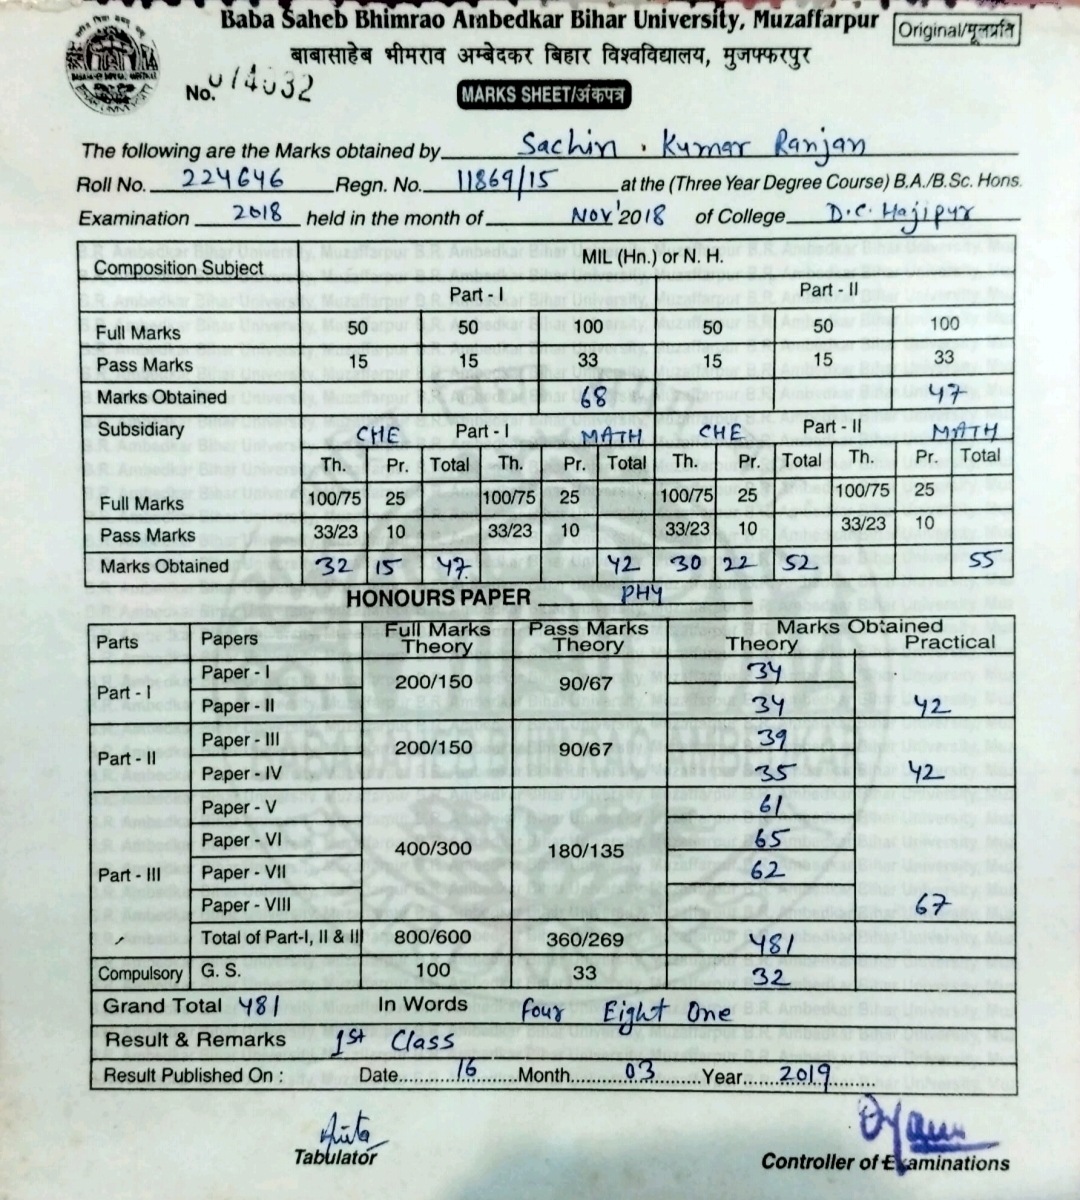 Baba Saheb Bhimrao Ambedkar Bihar University, Muzaffarpur
Original/मूलप्रति
बाबासाहेब भीमराव अम्बेदकर बिहार विश्वविद्यालय, मुजफ्फरपुर
No. 074032
MARKS SHEET/अंकपत्र
The following are the Marks obtained by Sachin Kumar Ranjan
Roll No. 224646 Regn. No. 11869/15 at the (Three Year Degree Course) B.A./B.Sc. Hons.
Examination 2018 held in the month of Nov' 2018 of College D.C. Hajipur
Composition Subject MIL (Hn.) or N. H.
Part - I Part - II
Full Marks 50 50 100 50 50 100
Pass Marks 15 15 33 15 15 33
Marks Obtained 68 47
Subsidiary CHE Part - I MATH CHE Part - II MATH
Th. Pr. Total Th. Pr. Total Th. Pr. Total Th. Pr. Total
Full Marks 100/75 25 100/75 25 100/75 25 100/75 25
Pass Marks 33/23 10 33/23 10 33/23 10 33/23 10
Marks Obtained 32 15 47 42 30 22 52 55
HONOURS PAPER PHY
Parts Papers Full Marks Theory Pass Marks Theory Marks Obtained Theory Practical
Part - I Paper - I 200/150 90/67 34
Paper - II 34 42
Part - II Paper - III 200/150 90/67 39
Paper - IV 35 42
Part - III Paper - V 400/300 180/135 61
Paper - VI 65
Paper - VII 62
Paper - VIII 67
Total of Part-I, II & III 800/600 360/269 481
Compulsory G. S. 100 33 32
Grand Total 481 In Words Four Eight One
Result & Remarks 1st Class
Result Published On : Date......16......Month......03......Year......2019......
Tabulator
Controller of Examinations